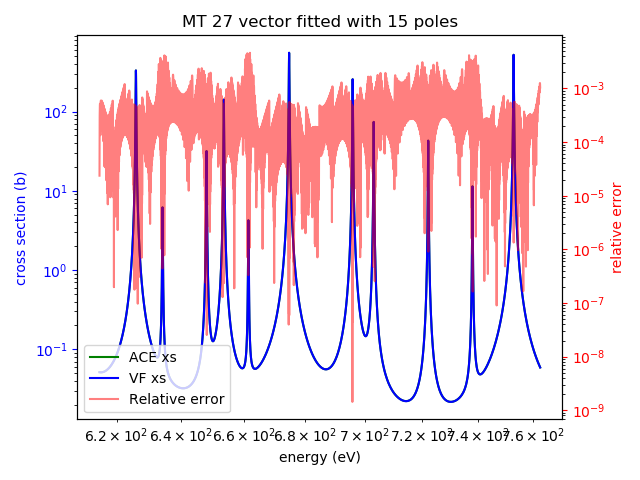 MT 27 vector fitted with 15 poles
cross section (b)
10² 10¹ 10⁰ 10⁻¹
10⁻³ 10⁻⁴ 10⁻⁵ 10⁻⁶ 10⁻⁷ 10⁻⁸ 10⁻⁹
relative error
ACE xs
VF xs
Relative error
6.2 × 10² 6.4 × 10² 6.6 × 10² 6.8 × 10² 7 × 10² 7.2 × 10² 7.4 × 10² 7.6 × 10²
energy (eV)